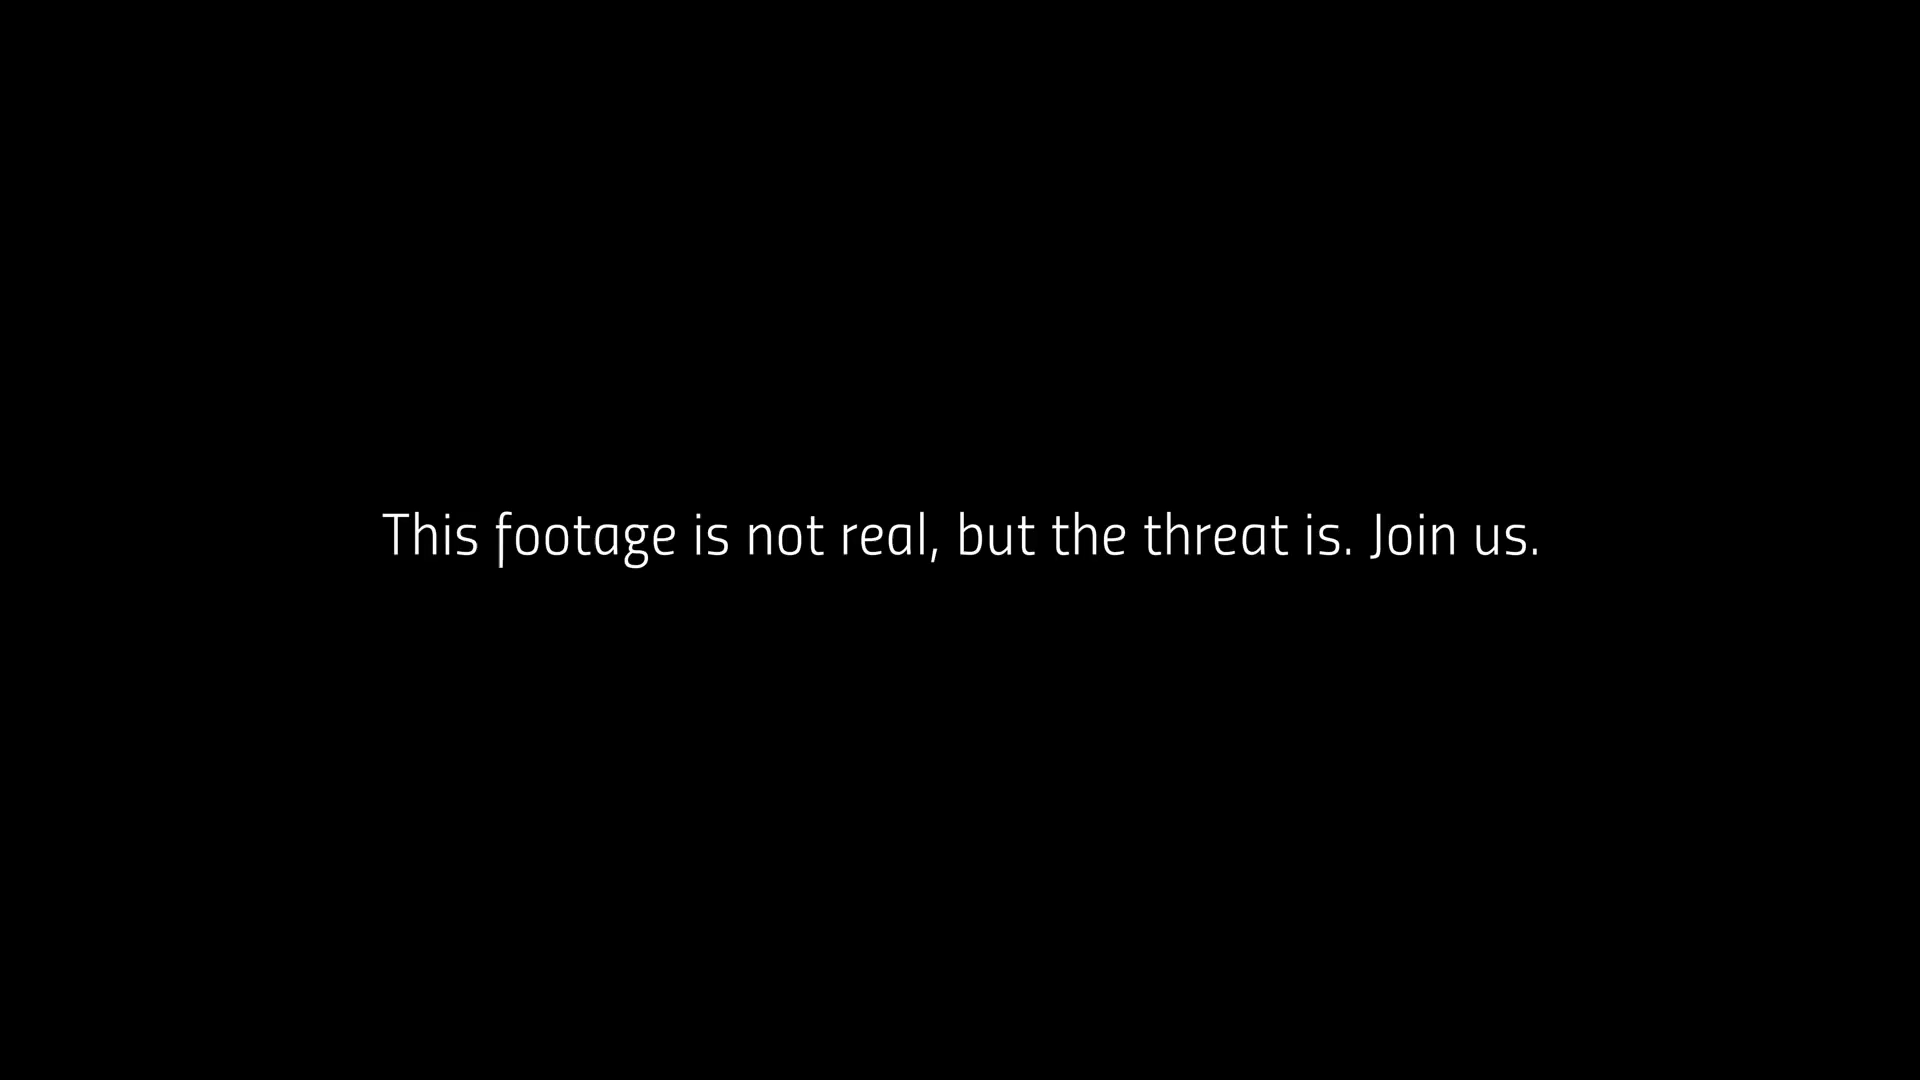 This footage is not real, but the threat is. Join us.